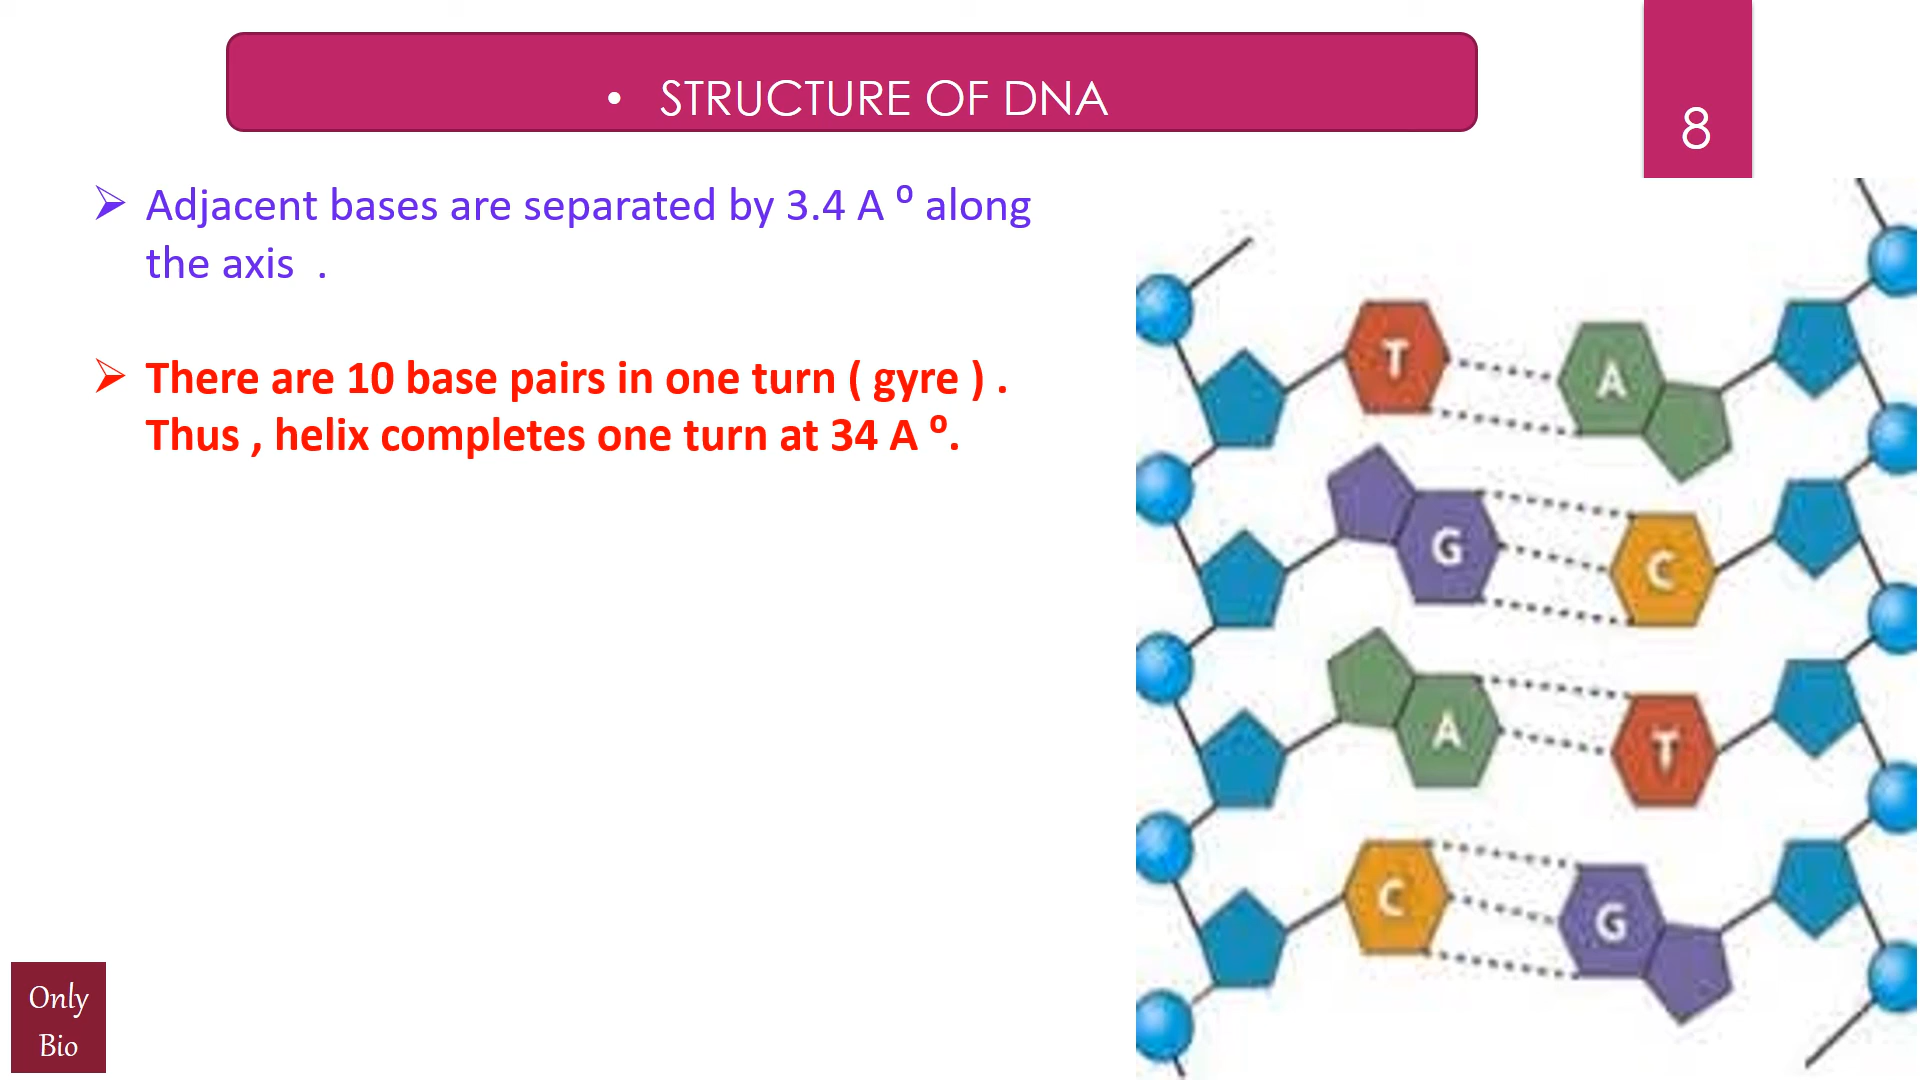 • STRUCTURE OF DNA
8
➢ Adjacent bases are separated by 3.4 A ⁰ along
the axis  .
➢ There are 10 base pairs in one turn ( gyre ) .
Thus , helix completes one turn at 34 A ⁰.
T A
G C
A T
C G
Only
Bio